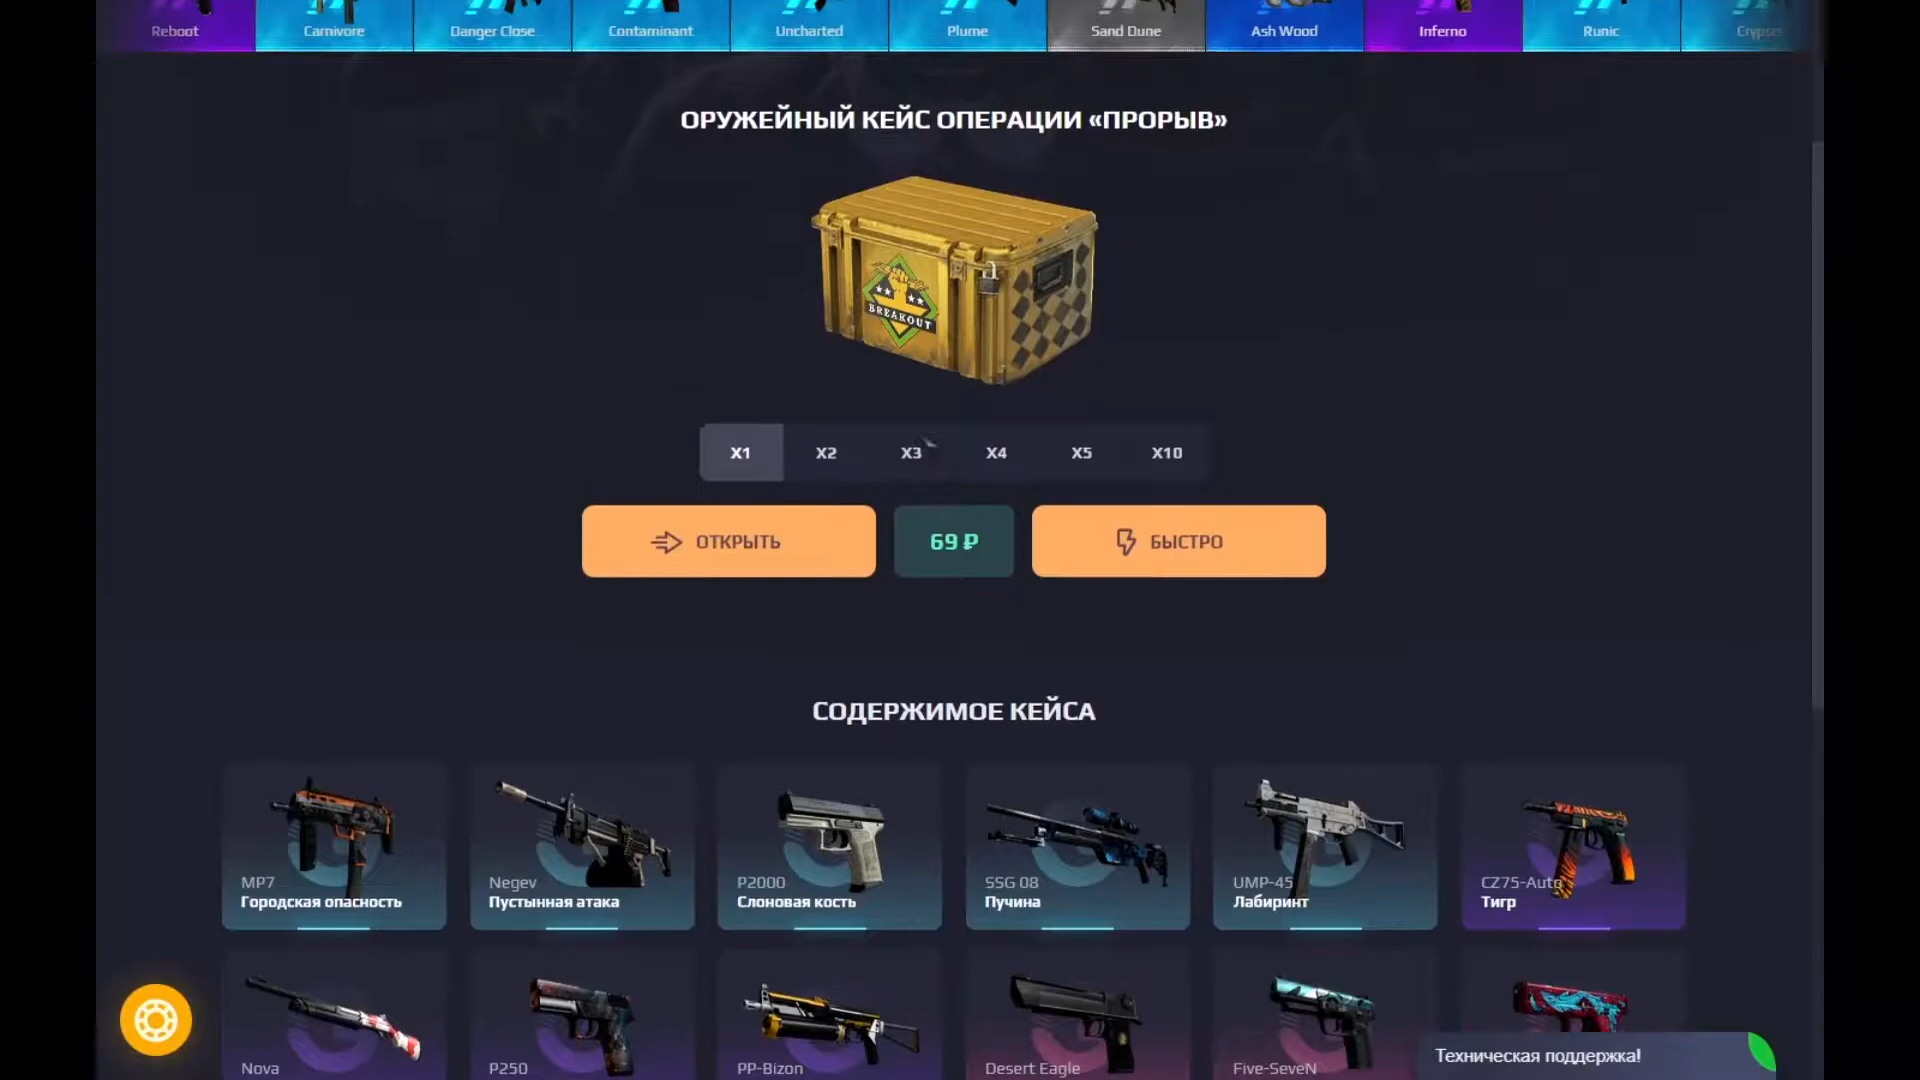 Reboot
Carnivore
Danger Close
Contaminant
Uncharted
Plume
Sand Dune
Ash Wood
Inferno
Runic
ОРУЖЕЙНЫЙ КЕЙС ОПЕРАЦИИ «ПРОРЫВ»
BREAKOUT
X1
X2
X3
X4
X5
X10
ОТКРЫТЬ
69 ₽
БЫСТРО
СОДЕРЖИМОЕ КЕЙСА
MP7
Городская опасность
Negev
Пустынная атака
P2000
Слоновая кость
SSG 08
Пучина
UMP-45
Лабиринт
CZ75-Auto
Тигр
Nova
P250
PP-Bizon
Desert Eagle
Five-SeveN
Техническая поддержка!